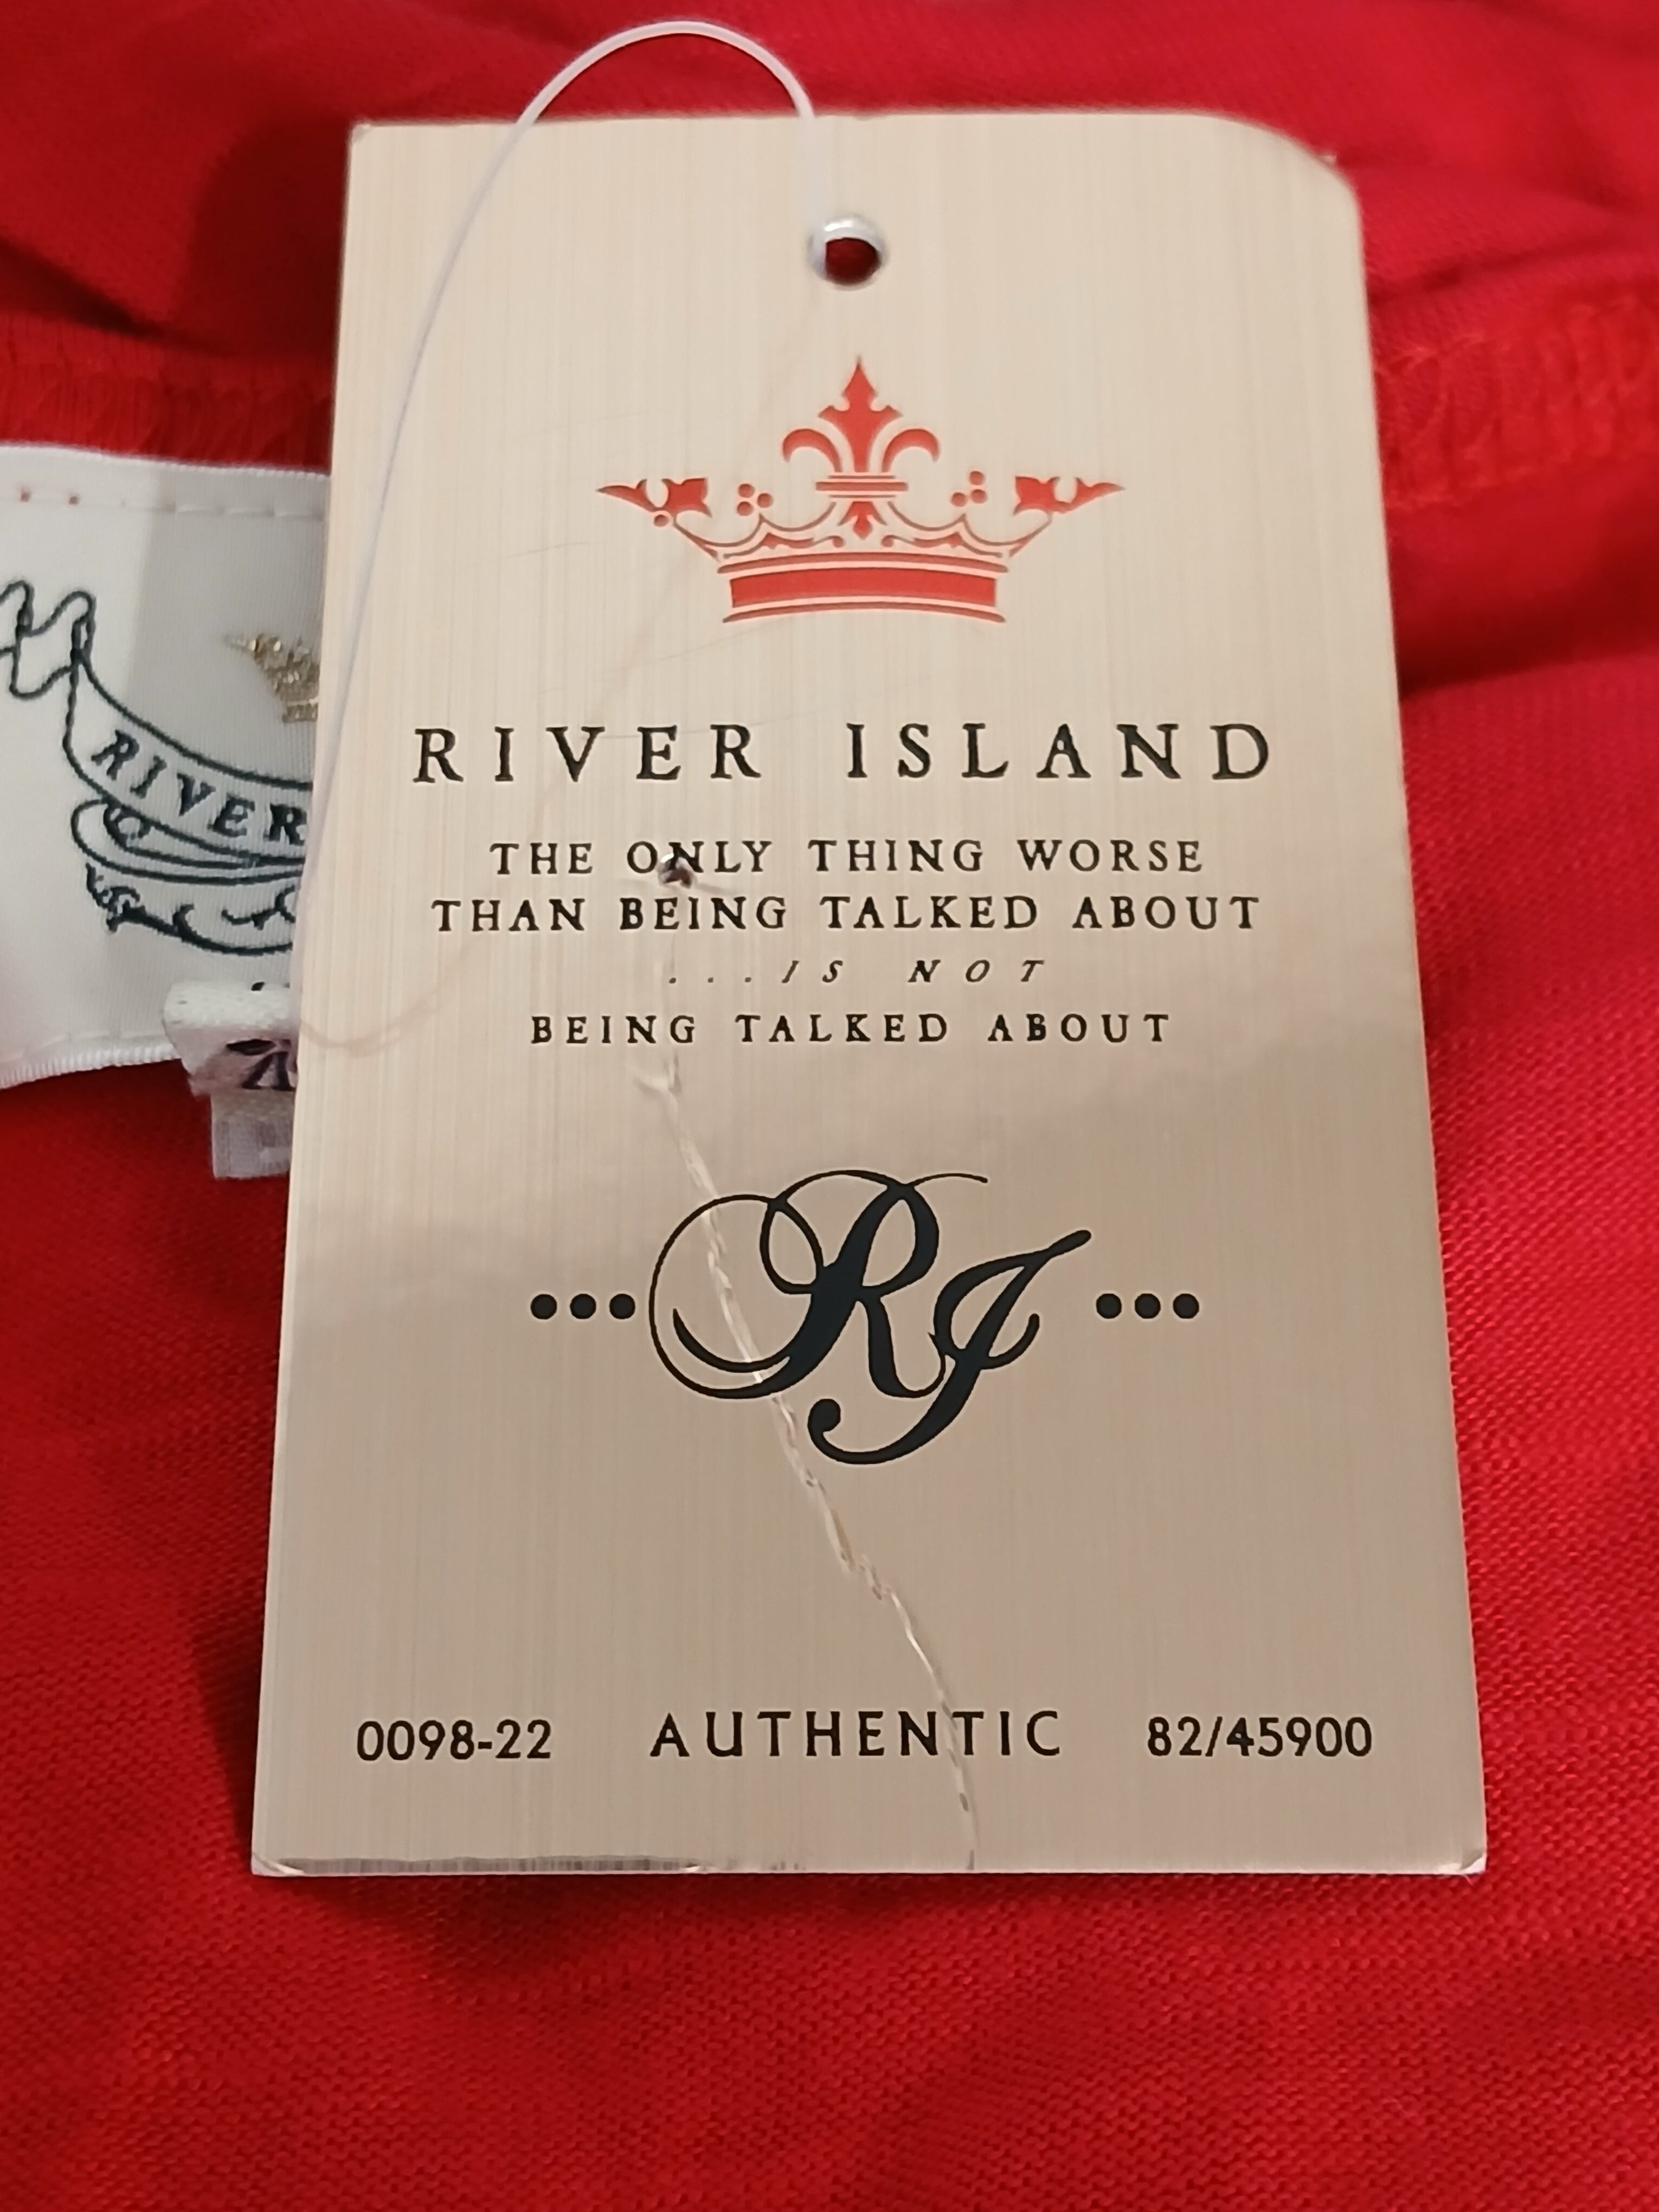 RIVER ISLAND
THE ONLY THING WORSE
THAN BEING TALKED ABOUT
...IS NOT
BEING TALKED ABOUT
RI
0098-22 AUTHENTIC 82/45900
RIVER